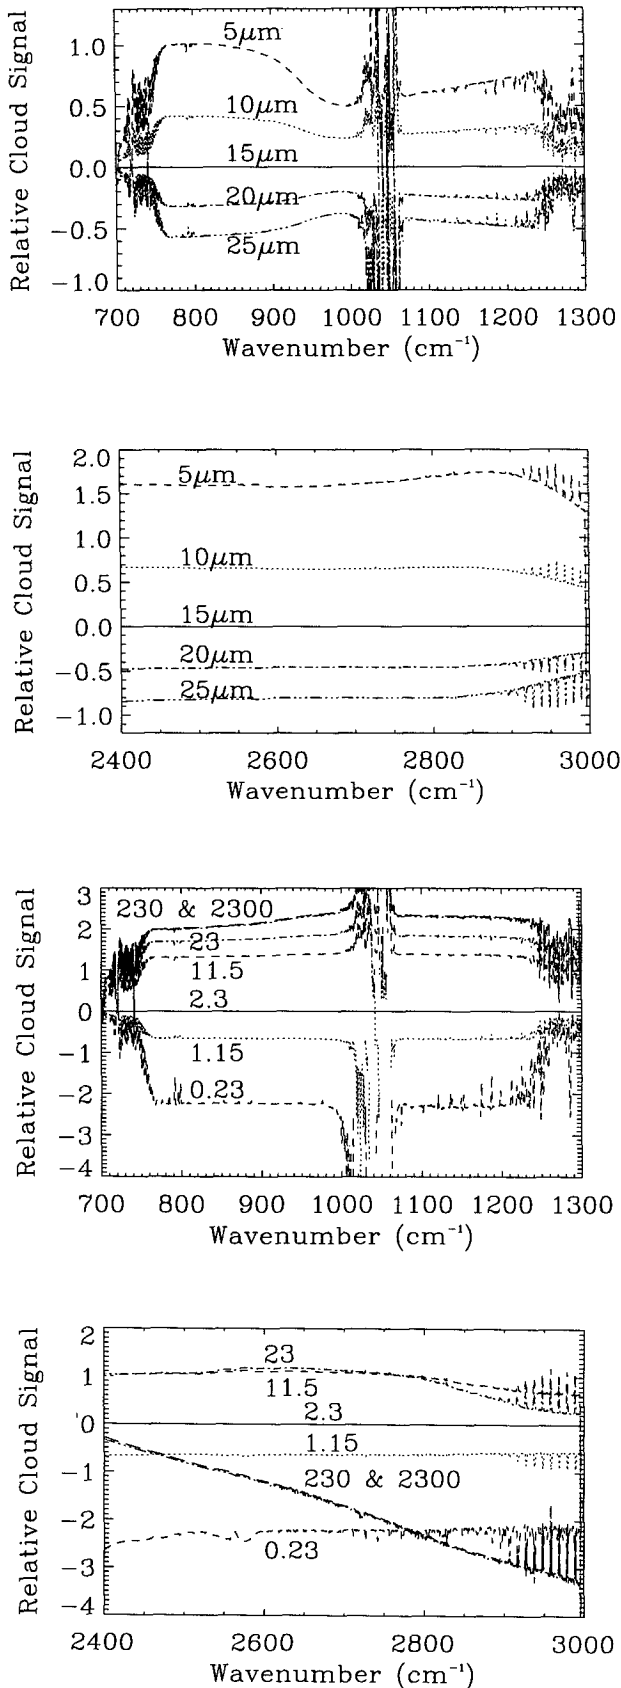 Relative Cloud Signal
1.0
0.5
0.0
−0.5
−1.0
5μm
10μm
15μm
20μm
25μm
700 800 900 1000 1100 1200 1300
Wavenumber (cm⁻¹)
Relative Cloud Signal
2.0
1.5
1.0
0.5
0.0
−0.5
−1.0
5μm
10μm
15μm
20μm
25μm
2400 2600 2800 3000
Wavenumber (cm⁻¹)
Relative Cloud Signal
3
2
1
0
−1
−2
−3
−4
230 & 2300
23
11.5
2.3
1.15
0.23
700 800 900 1000 1100 1200 1300
Wavenumber (cm⁻¹)
Relative Cloud Signal
2
1
0
−1
−2
−3
−4
23
11.5
2.3
1.15
230 & 2300
0.23
2400 2600 2800 3000
Wavenumber (cm⁻¹)